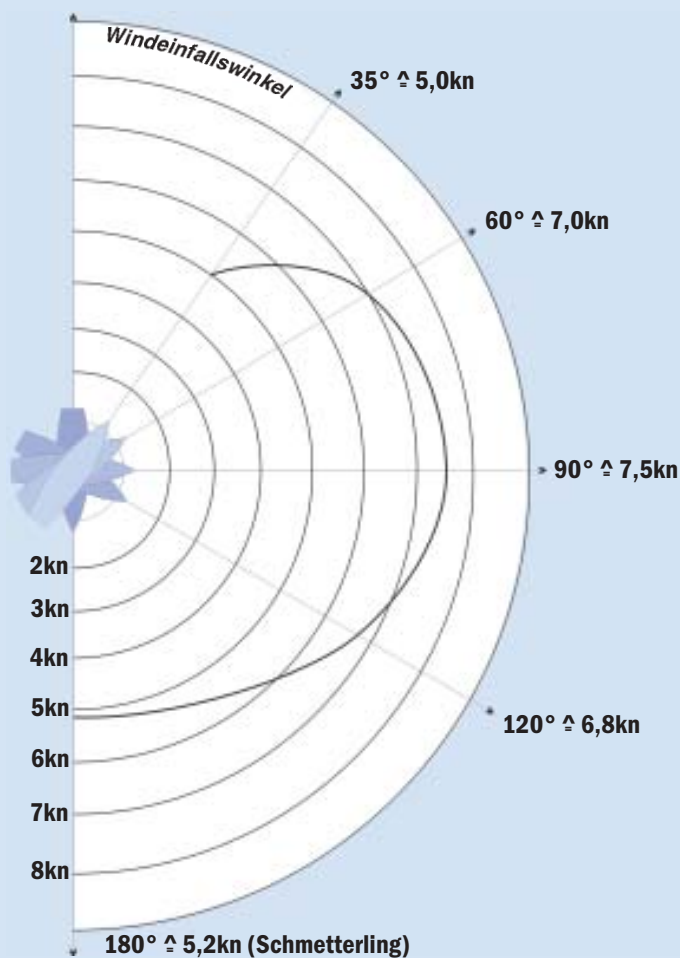 Windeinfallswinkel
35° ≙ 5,0kn
60° ≙ 7,0kn
90° ≙ 7,5kn
120° ≙ 6,8kn
2kn
3kn
4kn
5kn
6kn
7kn
8kn
180° ≙ 5,2kn (Schmetterling)